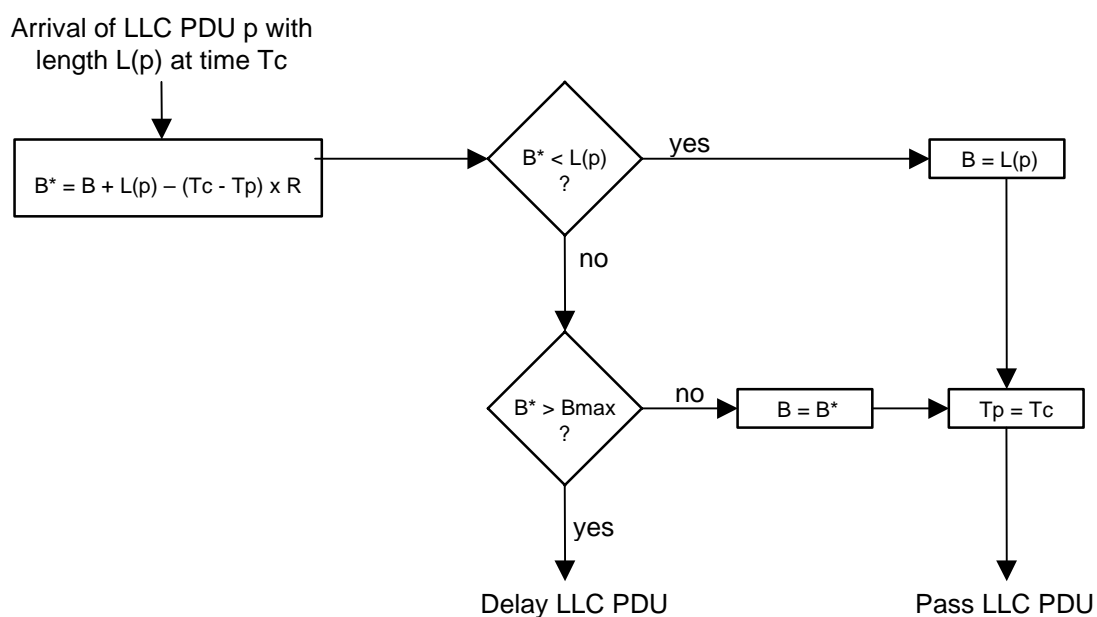 Arrival of LLC PDU p with
length L(p) at time Tc
B* = B + L(p) – (Tc - Tp) x R
B* < L(p)
?
yes
B = L(p)
no
B* > Bmax
?
no
B = B*
Tp = Tc
yes
Delay LLC PDU
Pass LLC PDU